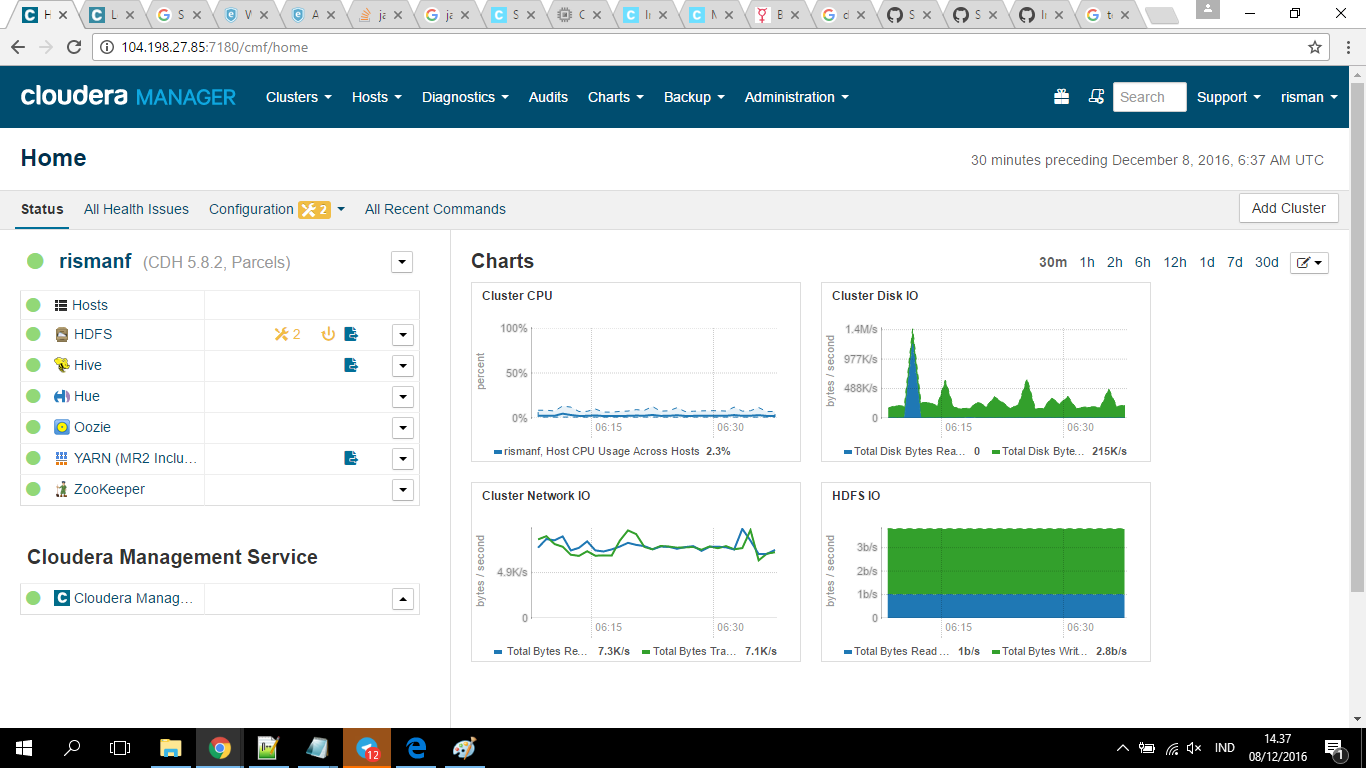 H
L
S
W
A
ja
ja
S
C
Ir
M
B
d
S
S
Ir
te
104.198.27.85:7180/cmf/home
cloudera MANAGER
Clusters
Hosts
Diagnostics
Audits
Charts
Backup
Administration
Search
Support
risman
Home
30 minutes preceding December 8, 2016, 6:37 AM UTC
Status
All Health Issues
Configuration 2
All Recent Commands
Add Cluster
rismanf (CDH 5.8.2, Parcels)
Hosts
HDFS 2
Hive
Hue
Oozie
YARN (MR2 Inclu...
ZooKeeper
Cloudera Management Service
C Cloudera Manag...
Charts
30m 1h 2h 6h 12h 1d 7d 30d
Cluster CPU
percent
100%
50%
0%
06:15 06:30
rismanf, Host CPU Usage Across Hosts 2.3%
Cluster Disk IO
bytes / second
1.4M/s
977K/s
488K/s
0
06:15 06:30
Total Disk Bytes Rea... 0 Total Disk Byte... 215K/s
Cluster Network IO
bytes / second
4.9K/s
0
06:15 06:30
Total Bytes Re... 7.3K/s Total Bytes Tra... 7.1K/s
HDFS IO
bytes / second
3b/s
2b/s
1b/s
0
06:15 06:30
Total Bytes Read ... 1b/s Total Bytes Writ... 2.8b/s
12
IND
14.37
08/12/2016
1